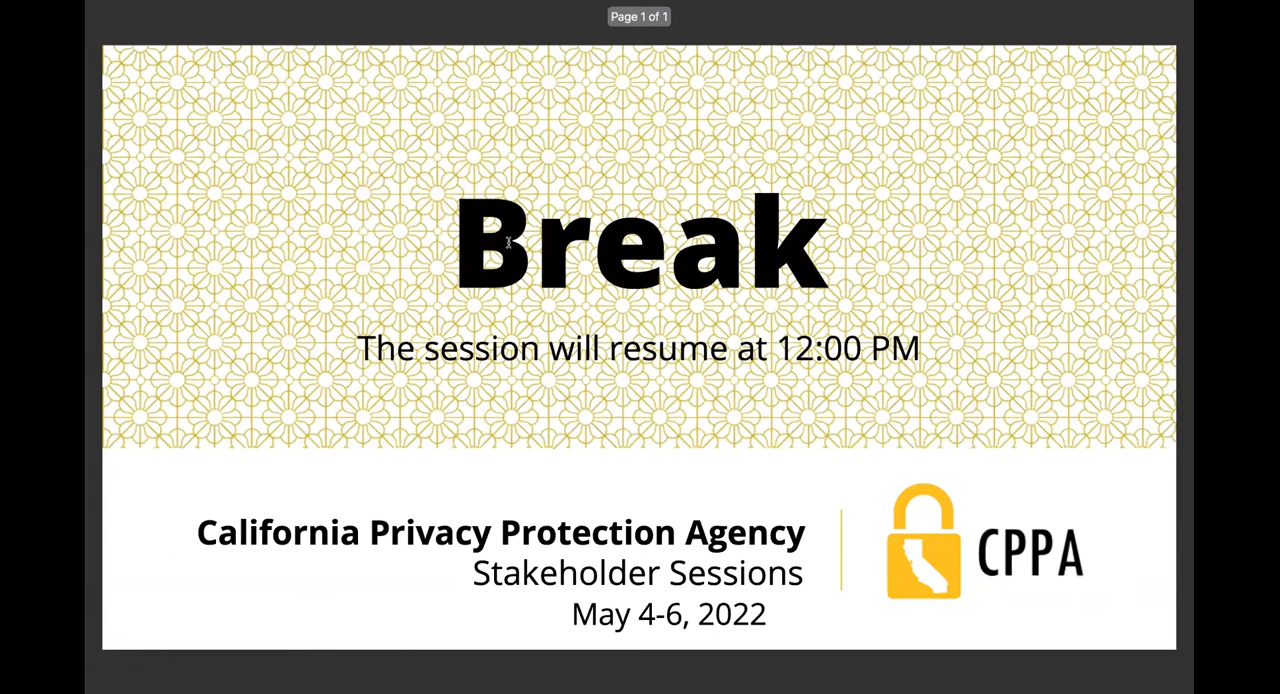 Page 1 of 1
Break
The session will resume at 12:00 PM
California Privacy Protection Agency
Stakeholder Sessions
May 4-6, 2022
CPPA